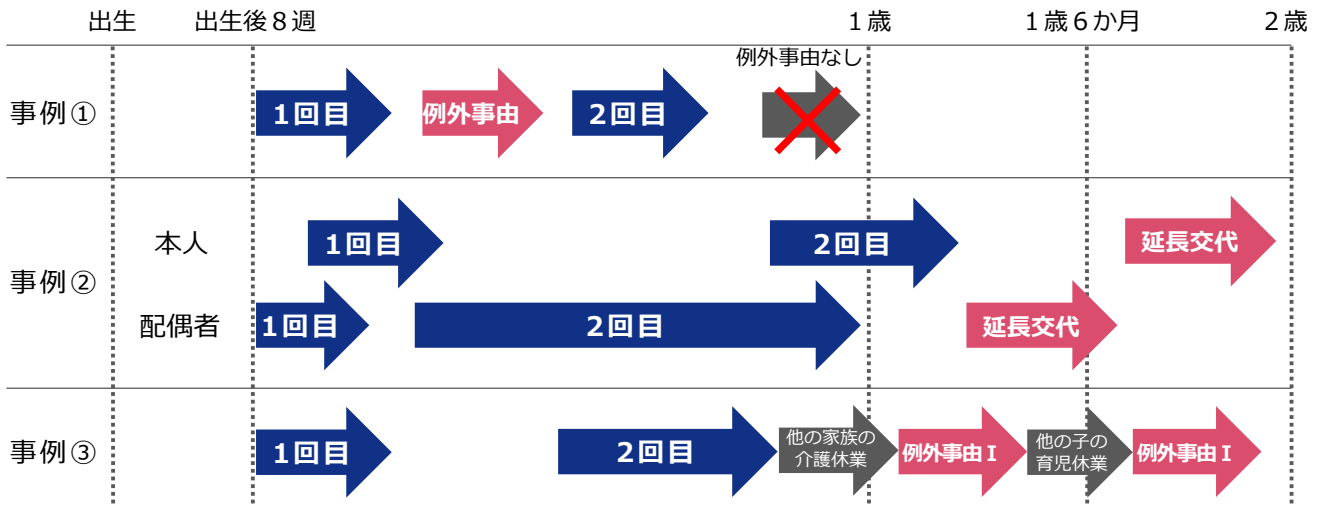 出生 出生後８週 １歳 １歳６か月 ２歳
例外事由なし
事例① 1回目 例外事由 2回目
本人 1回目 2回目 延長交代
事例②
配偶者 1回目 2回目 延長交代
事例③ 1回目 2回目 他の家族の 例外事由Ⅰ 他の子の 例外事由Ⅰ
介護休業 育児休業